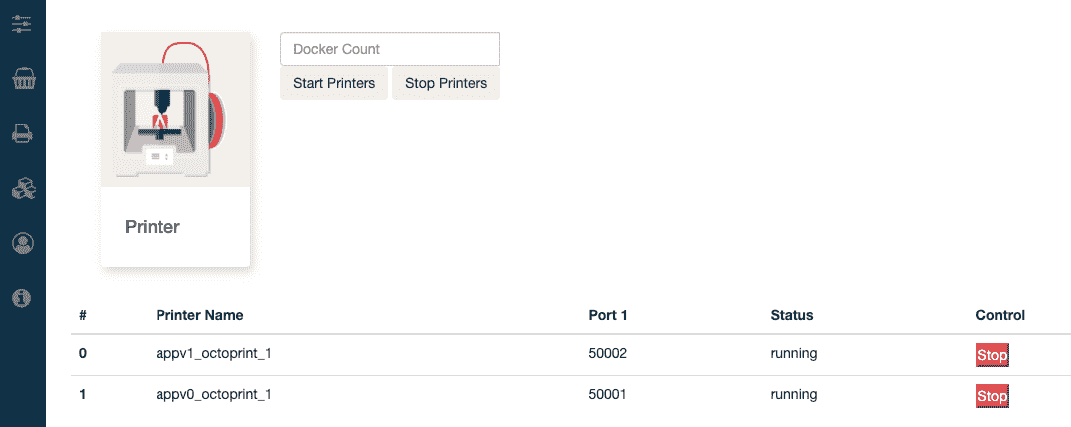 Docker Count
Start Printers Stop Printers
Printer
# Printer Name Port 1 Status Control
0 appv1_octoprint_1 50002 running Stop
1 appv0_octoprint_1 50001 running Stop